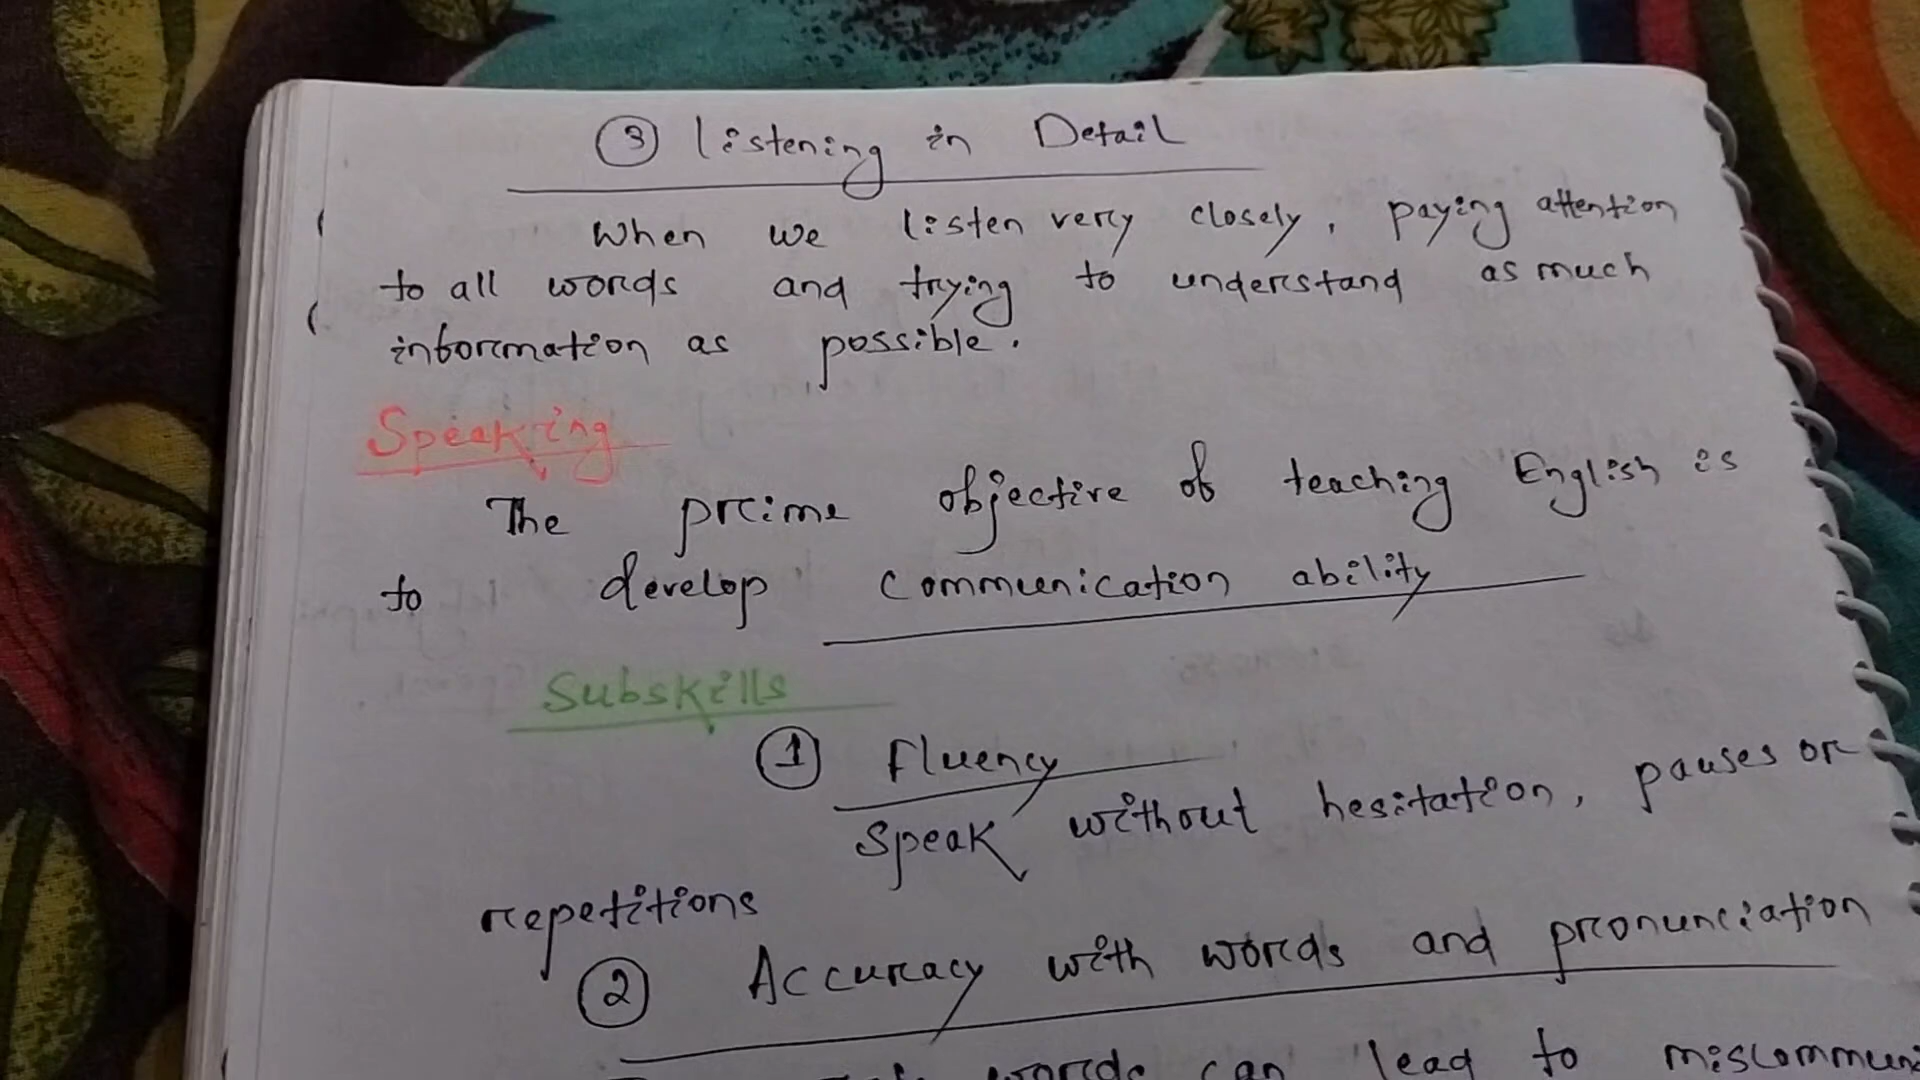 ③ Listening in Detail
When we listen very closely, paying attention
to all words and trying to understand as much
information as possible.
Speaking
The prime objective of teaching English is
to develop communication ability
Subskills
① Fluency
Speak without hesitation, pauses or
repetitions
② Accuracy with words and pronunciation
words can lead to